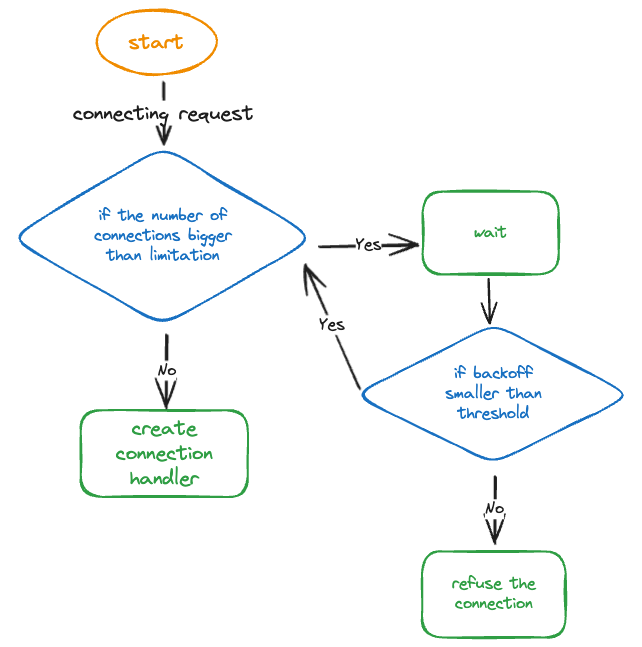 start
connecting request
if the number of
connections bigger
than limitation
Yes
wait
Yes
if backoff
smaller than
threshold
No
create
connection
handler
No
refuse the
connection